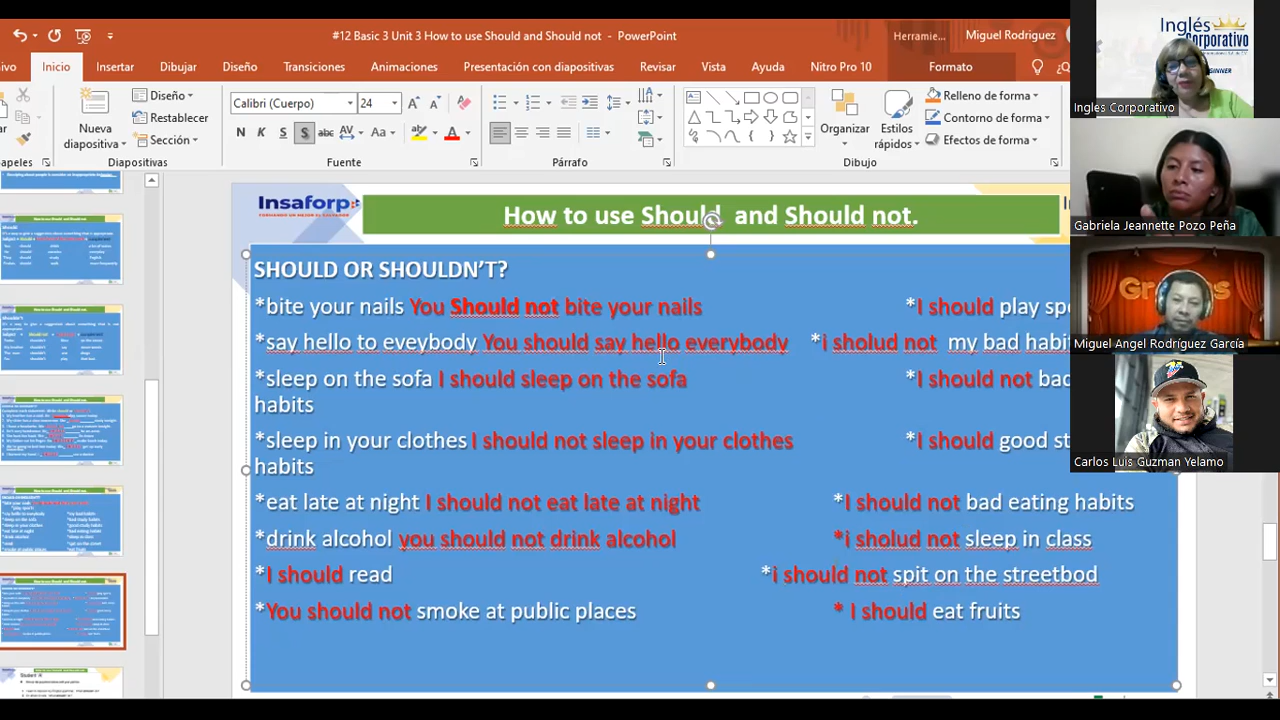 #12 Basic 3 Unit 3 How to use Should and Should not - PowerPoint
Herramie...
Miguel Rodriguez
Inicio
Insertar
Dibujar
Diseño
Transiciones
Animaciones
Presentación con diapositivas
Revisar
Vista
Ayuda
Nitro Pro 10
Formato
Nueva diapositiva
Diseño
Restablecer
Sección
Calibri (Cuerpo)
24
N K S S abc AV Aa A
Organizar
Estilos rápidos
Relleno de forma
Contorno de forma
Efectos de forma
Diapositivas
Fuente
Párrafo
Dibujo
Insaforp
How to use Should and Should not.
SHOULD OR SHOULDN'T?
*bite your nails You Should not bite your nails *I should play spo
*say hello to eveybody You should say hello everybody *i sholud not my bad habi
*sleep on the sofa I should sleep on the sofa *I should not bad
habits
*sleep in your clothes I should not sleep in your clothes *I should good st
habits
*eat late at night I should not eat late at night *I should not bad eating habits
*drink alcohol you should not drink alcohol *i sholud not sleep in class
*I should read *i should not spit on the streetbod
*You should not smoke at public places * I should eat fruits
Inglés Corporativo
Ingles Corporativo
Gabriela Jeannette Pozo Peña
Miguel Angel Rodríguez García
Carlos Luis Guzman Yelamo